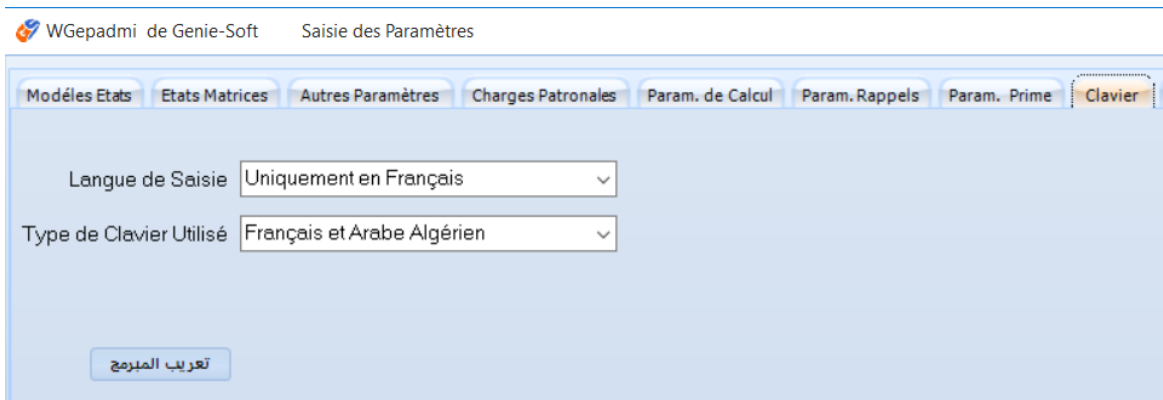 WGepadmi de Genie-Soft Saisie des Paramètres
Modéles Etats Etats Matrices Autres Paramètres Charges Patronales Param. de Calcul Param. Rappels Param. Prime Clavier
Langue de Saisie Uniquement en Français
Type de Clavier Utilisé Français et Arabe Algérien
تعريب المبرمج